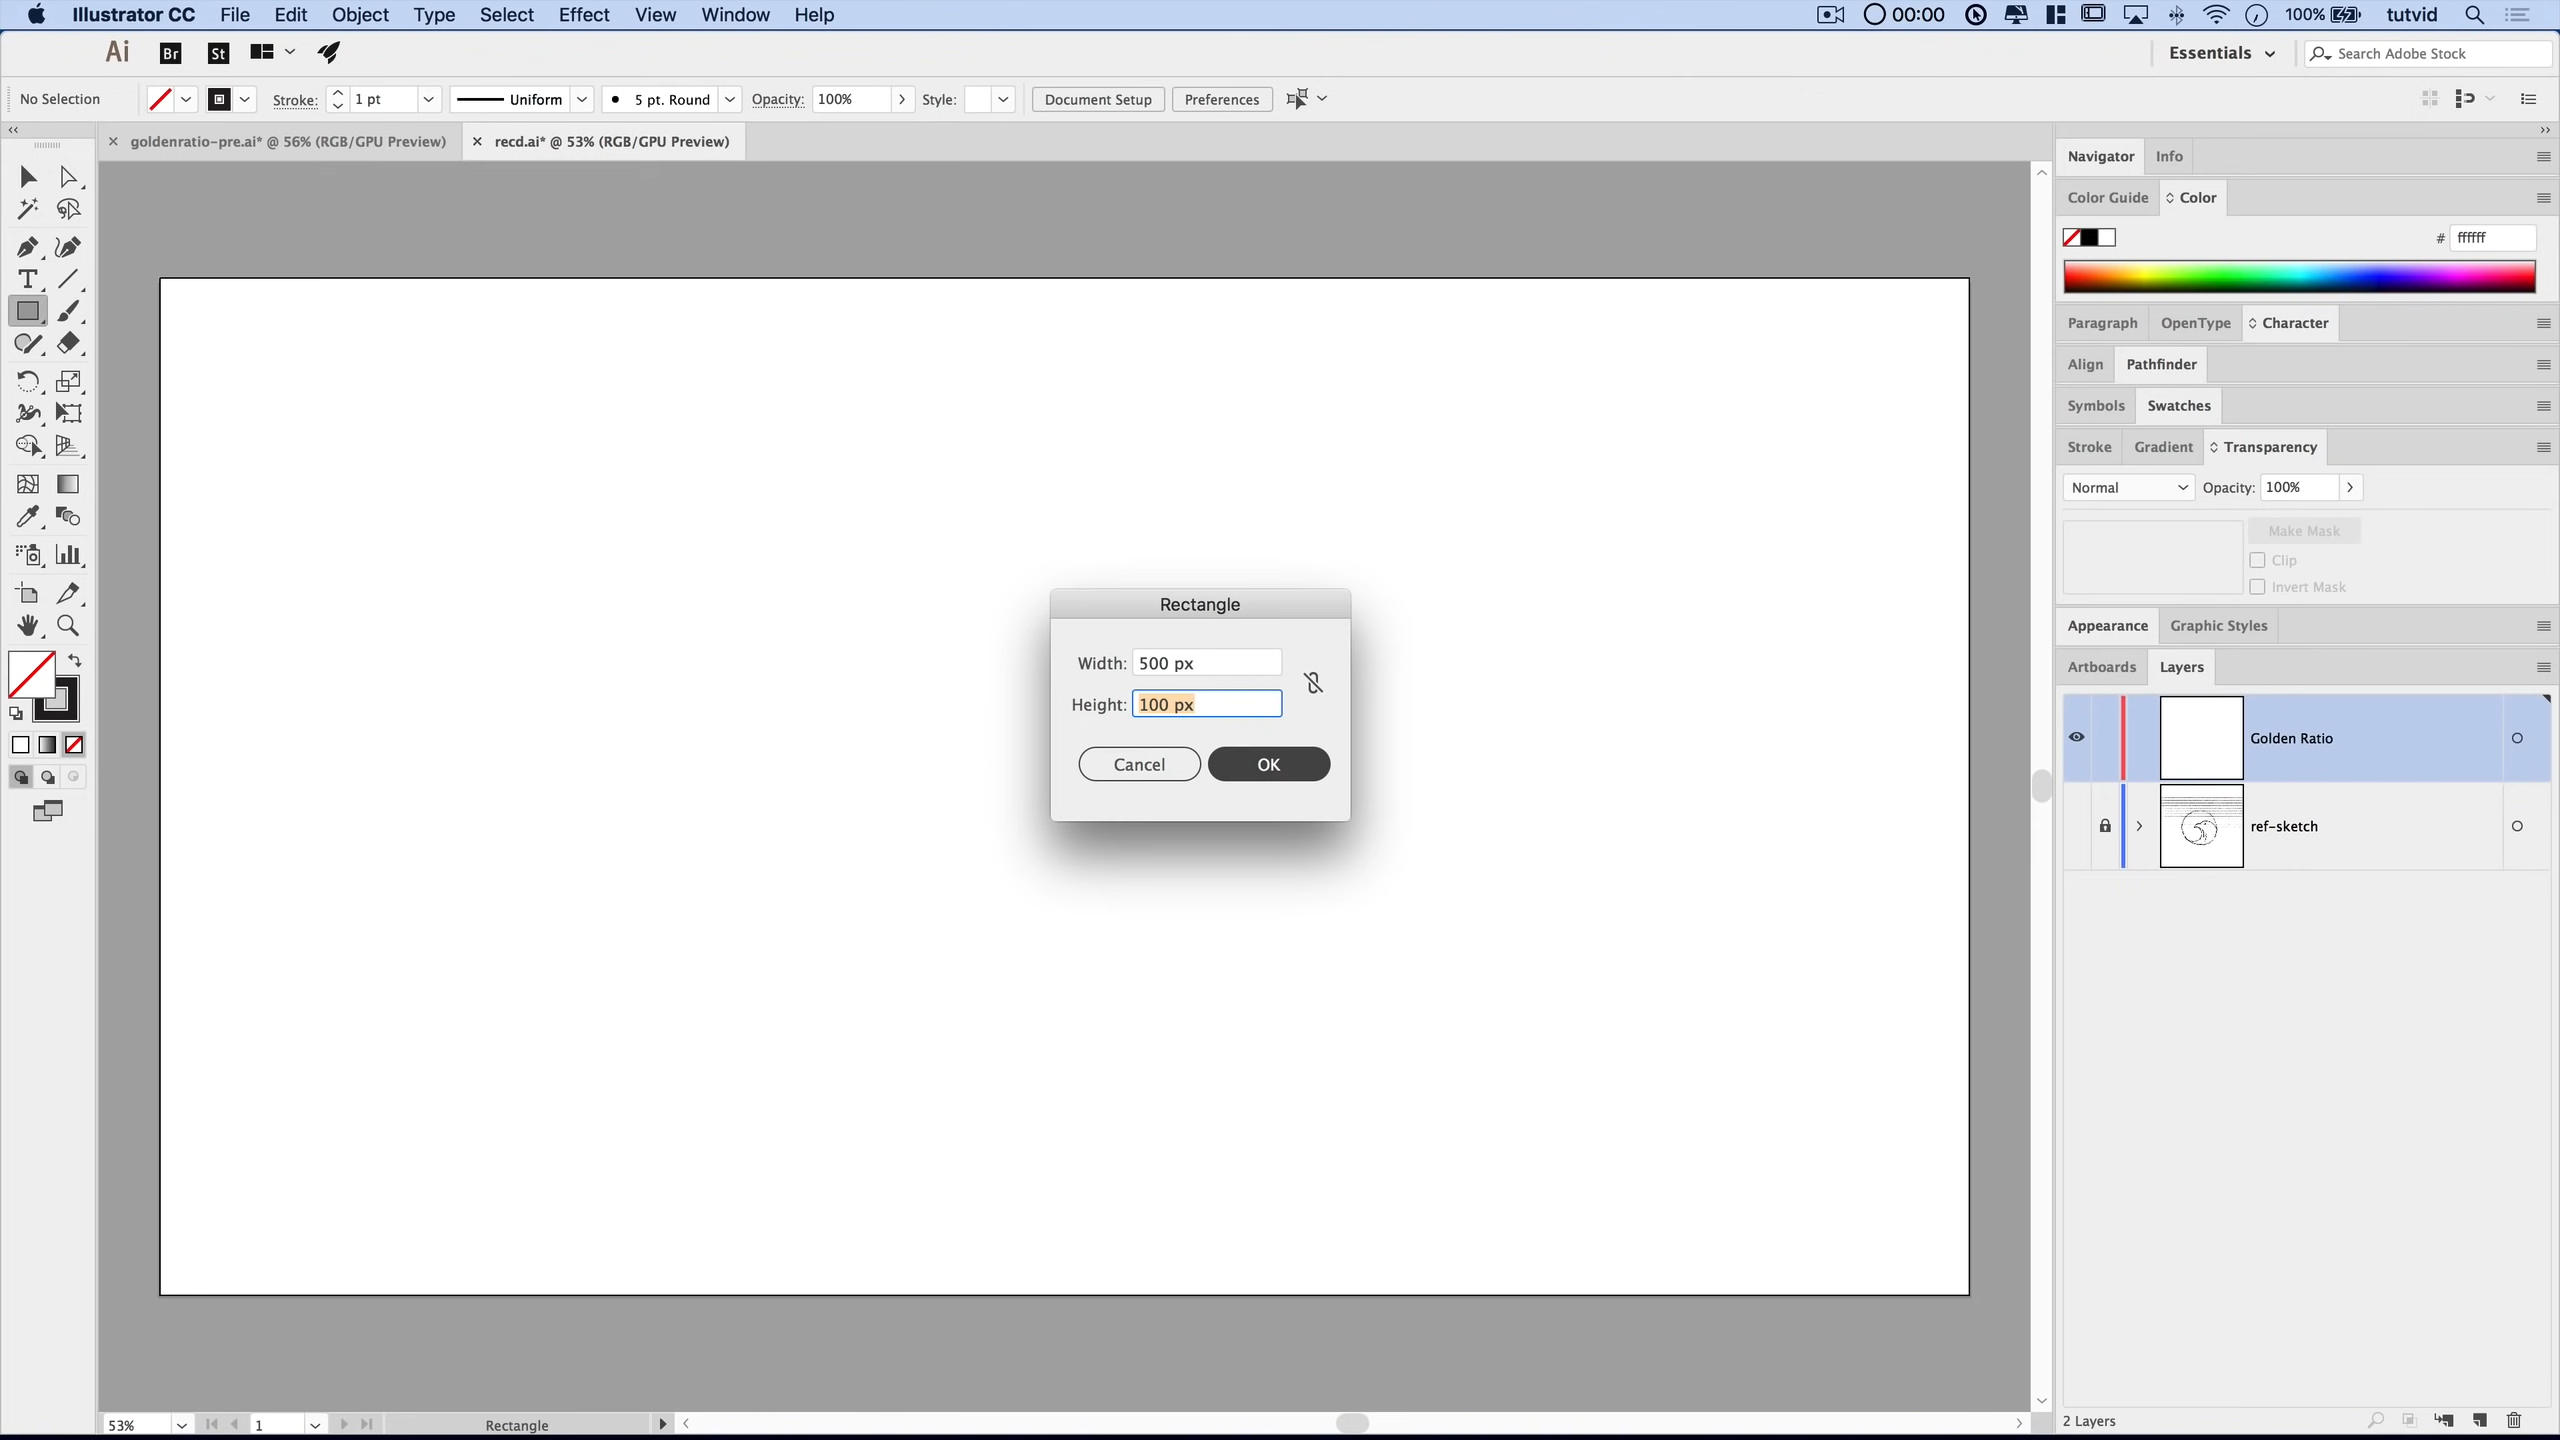 Illustrator CC File Edit Object Type Select Effect View Window Help 00:00 100% tutvid
Ai Br St Essentials Search Adobe Stock
No Selection Stroke: 1 pt Uniform 5 pt. Round Opacity: 100% Style: Document Setup Preferences
goldenratio-pre.ai* @ 56% (RGB/GPU Preview) recd.ai* @ 53% (RGB/GPU Preview)
Navigator Info
Color Guide Color
# ffffff
Paragraph OpenType Character
Align Pathfinder
Symbols Swatches
Stroke Gradient Transparency
Normal Opacity: 100%
Make Mask
Clip
Invert Mask
Rectangle
Width: 500 px
Height: 100 px
Cancel OK
Appearance Graphic Styles
Artboards Layers
Golden Ratio
ref-sketch
53% 1 Rectangle
2 Layers